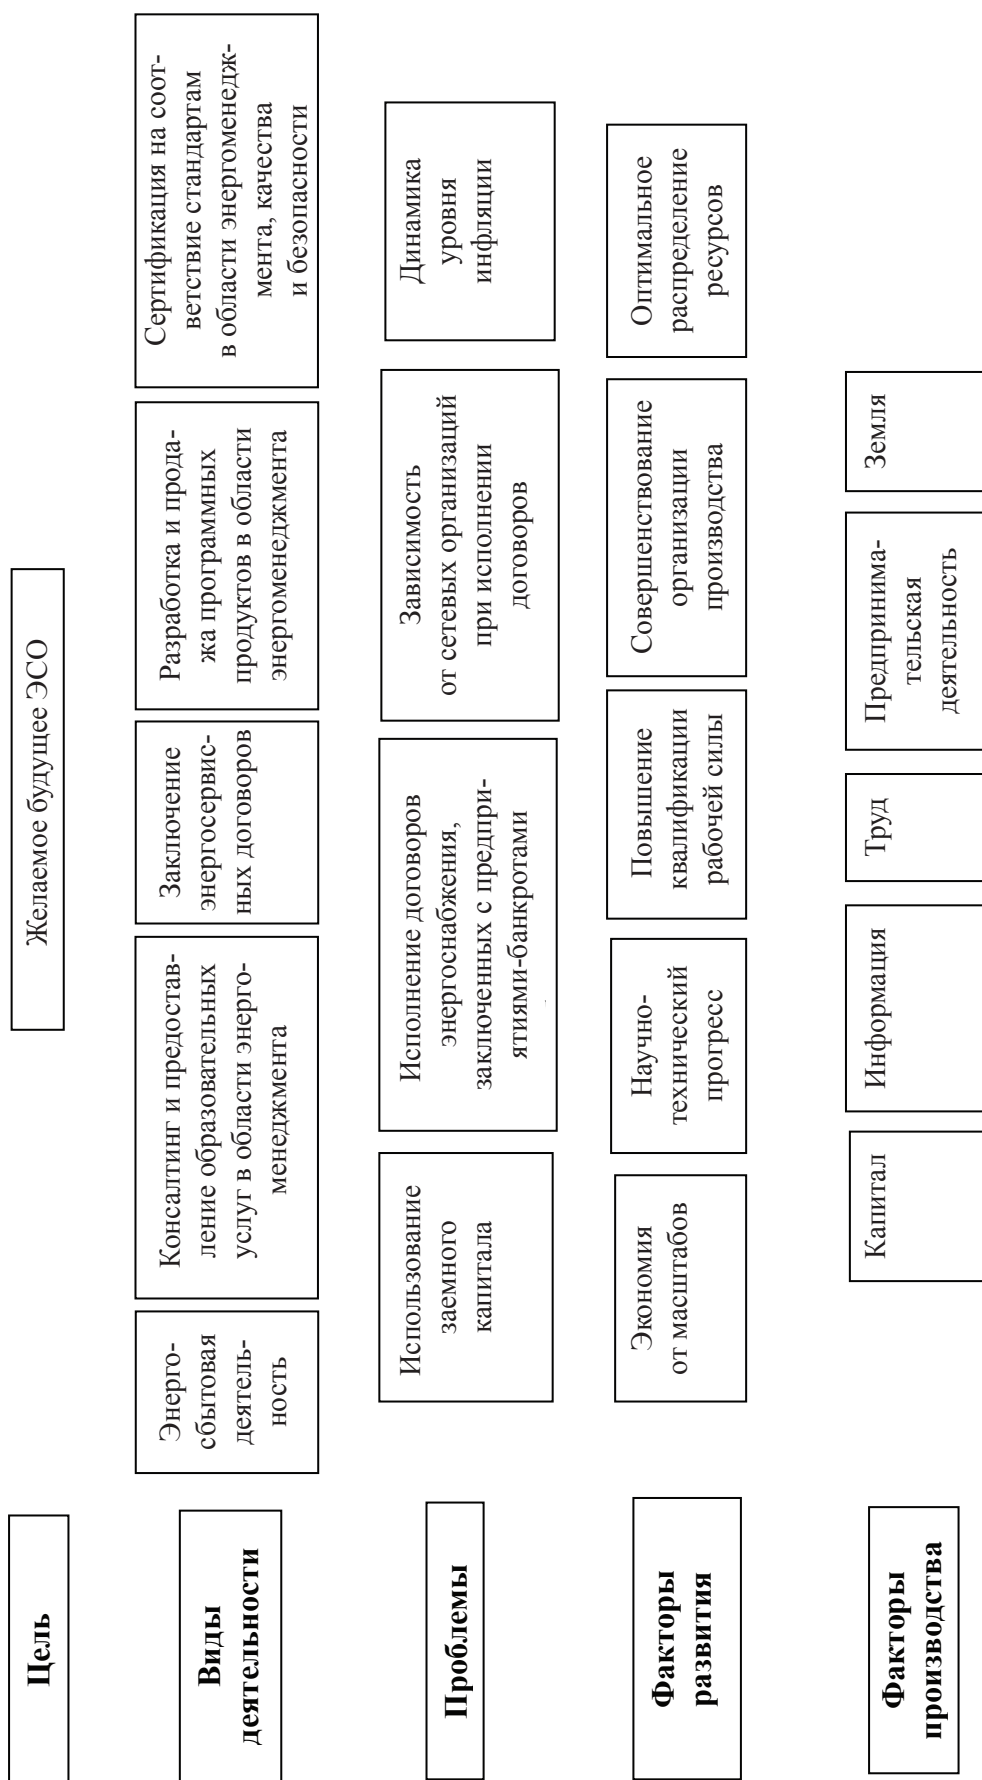 Цель
Желаемое будущее ЭСО
Виды
деятельности
Энерго-
сбытовая
деятель-
ность
Консалтинг и предостав-
ление образовательных
услуг в области энерго-
менеджмента
Заключение
энергосервис-
ных договоров
Разработка и прода-
жа программных
продуктов в области
энергоменеджмента
Сертификация на соот-
ветствие стандартам
в области энергоменедж-
мента, качества
и безопасности
Проблемы
Использование
заемного
капитала
Исполнение договоров
энергоснабжения,
заключенных с предпри-
ятиями-банкротами
Зависимость
от сетевых организаций
при исполнении
договоров
Динамика
уровня
инфляции
Факторы
развития
Экономия
от масштабов
Научно-
технический
прогресс
Повышение
квалификации
рабочей силы
Совершенствование
организации
производства
Оптимальное
распределение
ресурсов
Факторы
производства
Капитал
Информация
Труд
Предпринима-
тельская
деятельность
Земля